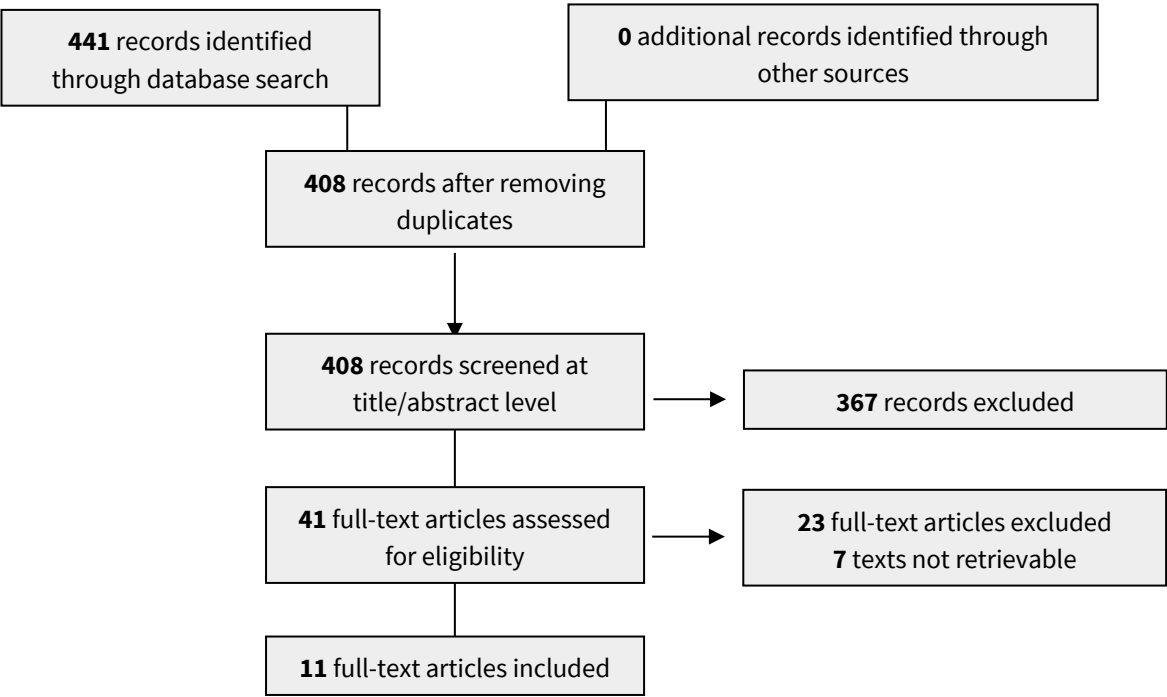 441 records identified
through database search
0 additional records identified through
other sources
408 records after removing
duplicates
408 records screened at
title/abstract level
367 records excluded
41 full-text articles assessed
for eligibility
23 full-text articles excluded
7 texts not retrievable
11 full-text articles included